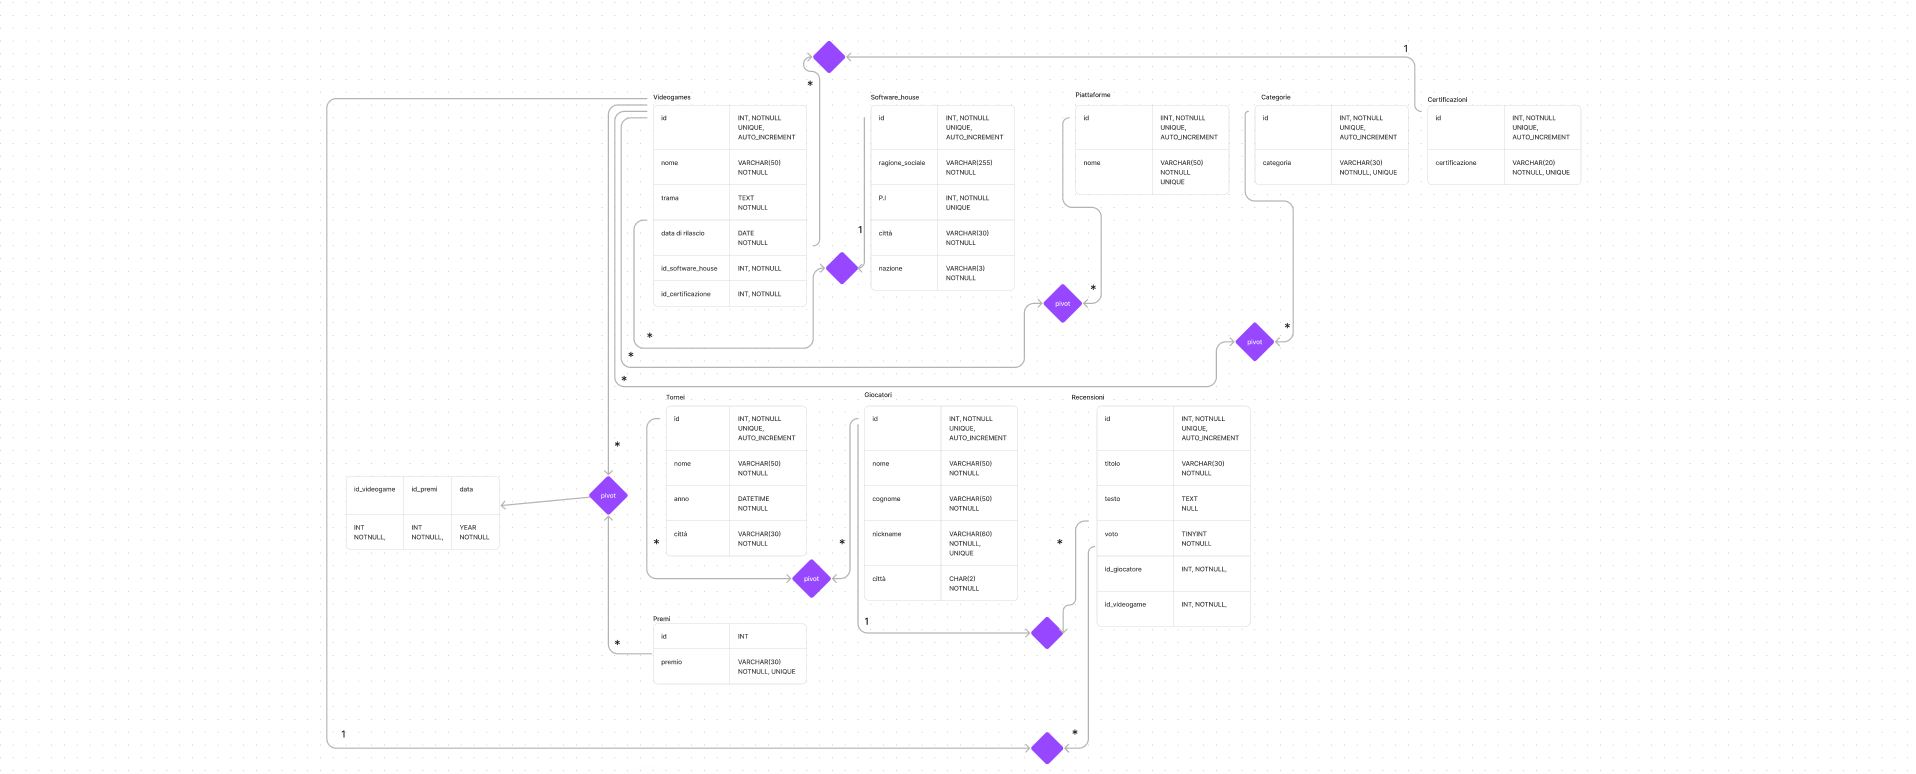 1
*
Videogames
id
INT, NOTNULL
UNIQUE,
AUTO_INCREMENT
nome
VARCHAR(50)
NOTNULL
trama
TEXT
NOTNULL
data di rilascio
DATE
NOTNULL
id_software_house
INT, NOTNULL
id_certificazione
INT, NOTNULL
Software_house
id
INT, NOTNULL
UNIQUE,
AUTO_INCREMENT
ragione_sociale
VARCHAR(255)
NOTNULL
P.I
INT, NOTNULL
UNIQUE
città
VARCHAR(30)
NOTNULL
nazione
VARCHAR(3)
NOTNULL
1
Piattaforme
id
IINT, NOTNULL
UNIQUE,
AUTO_INCREMENT
nome
VARCHAR(50)
NOTNULL
UNIQUE
Categorie
id
INT, NOTNULL
UNIQUE,
AUTO_INCREMENT
categoria
VARCHAR(30)
NOTNULL, UNIQUE
Certificazioni
id
INT, NOTNULL
UNIQUE,
AUTO_INCREMENT
certificazione
VARCHAR(20)
NOTNULL, UNIQUE
*
pivot
*
pivot
*
*
*
Tornei
id
INT, NOTNULL
UNIQUE,
AUTO_INCREMENT
nome
VARCHAR(50)
NOTNULL
anno
DATETIME
NOTNULL
città
VARCHAR(30)
NOTNULL
Giocatori
id
INT, NOTNULL
UNIQUE,
AUTO_INCREMENT
nome
VARCHAR(50)
NOTNULL
cognome
VARCHAR(50)
NOTNULL
nickname
VARCHAR(60)
NOTNULL,
UNIQUE
città
CHAR(2)
NOTNULL
Recensioni
id
INT, NOTNULL
UNIQUE,
AUTO_INCREMENT
titolo
VARCHAR(30)
NOTNULL
testo
TEXT
NULL
voto
TINYINT
NOTNULL
id_giocatore
INT, NOTNULL,
id_videogame
INT, NOTNULL,
*
pivot
id_videogame
id_premi
data
INT
NOTNULL,
INT
NOTNULL,
YEAR
NOTNULL
*
*
*
pivot
1
Premi
id
INT
premio
VARCHAR(30)
NOTNULL, UNIQUE
*
1
*